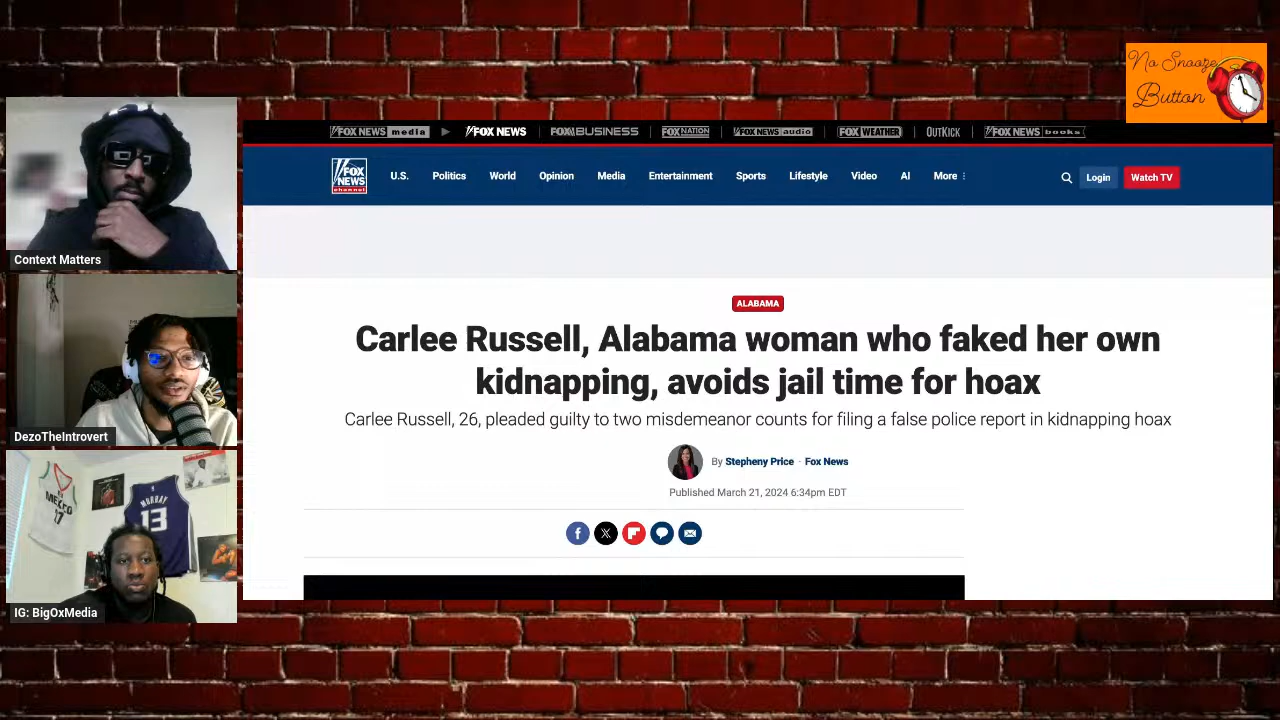 No Snooze
Button
Context Matters
DezoTheIntrovert
MEXICO
17
MURRAY
13
IG: BigOxMedia
FOX NEWS media FOX NEWS FOX BUSINESS FOX NATION FOX NEWS audio FOX WEATHER OUTKICK FOX NEWS books
FOX
NEWS
channel
U.S. Politics World Opinion Media Entertainment Sports Lifestyle Video AI More Login Watch TV
ALABAMA
Carlee Russell, Alabama woman who faked her own
kidnapping, avoids jail time for hoax
Carlee Russell, 26, pleaded guilty to two misdemeanor counts for filing a false police report in kidnapping hoax
By Stepheny Price · Fox News
Published March 21, 2024 6:34pm EDT